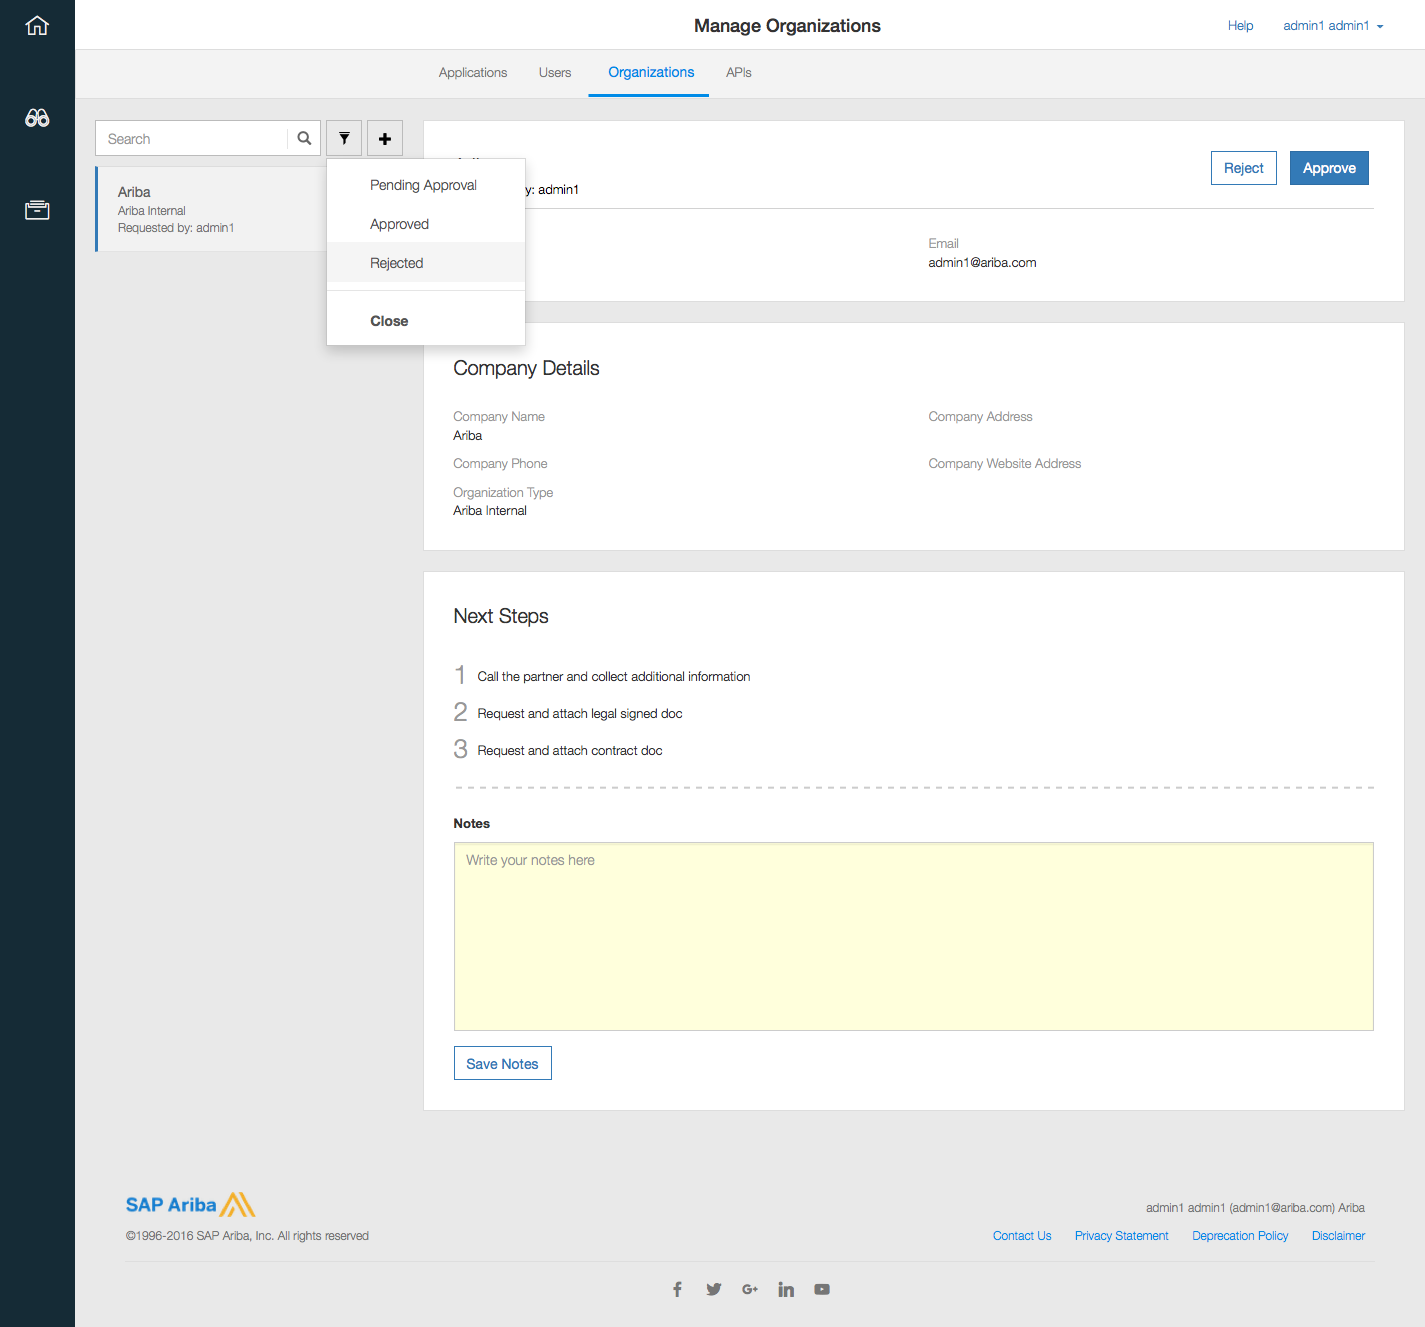 Manage Organizations
Help
admin1 admin1
Applications
Users
Organizations
APIs
Search
Ariba
Ariba Internal
Requested by: admin1
Pending Approval
Approved
Rejected
Close
y: admin1
Reject
Approve
Email
admin1@ariba.com
Company Details
Company Name
Ariba
Company Address
Company Phone
Company Website Address
Organization Type
Ariba Internal
Next Steps
1 Call the partner and collect additional information
2 Request and attach legal signed doc
3 Request and attach contract doc
Notes
Write your notes here
Save Notes
SAP Ariba
©1996-2016 SAP Ariba, Inc. All rights reserved
admin1 admin1 (admin1@ariba.com) Ariba
Contact Us
Privacy Statement
Deprecation Policy
Disclaimer